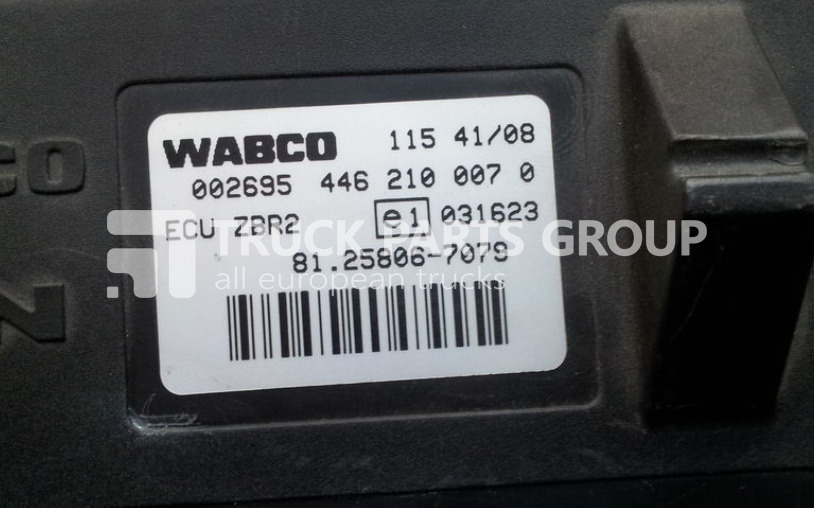 WABCO 115 41/08
002695 446 210 007 0
ECU ZBR2 e1 031623
81.25806-7079
TRUCK PARTS GROUP
all european trucks
CO